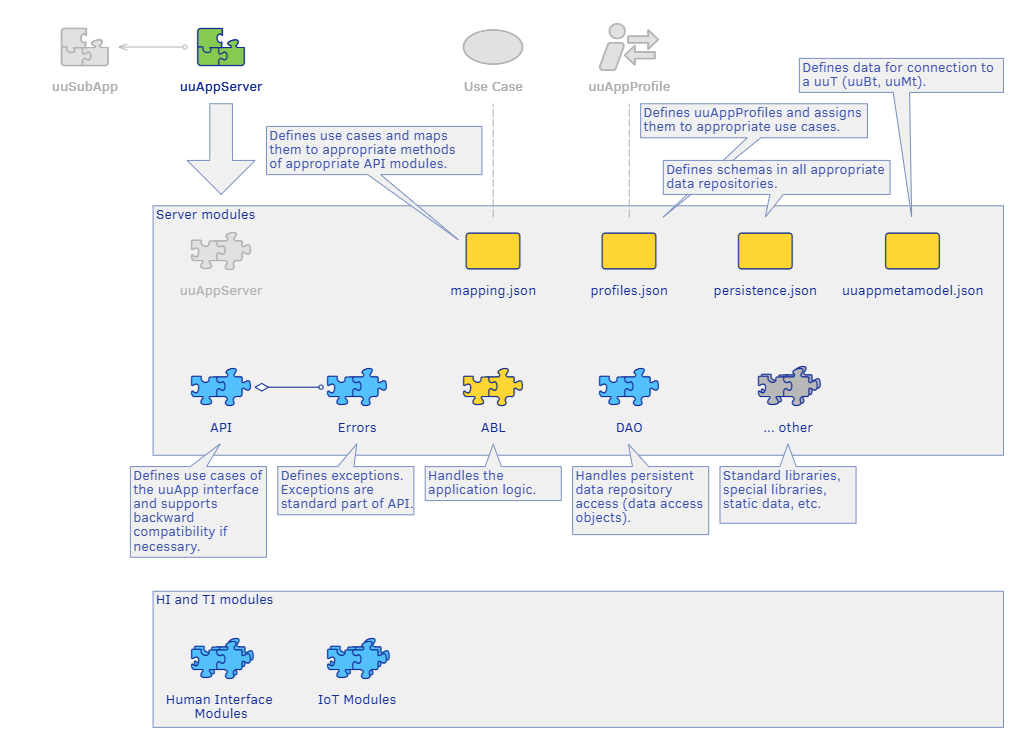 uuSubApp
uuAppServer
Use Case
uuAppProfile
Defines data for connection to
a uuT (uuBt, uuMt).
Defines uuAppProfiles and assigns
them to appropriate use cases.
Defines use cases and maps
them to appropriate methods
of appropriate API modules.
Defines schemas in all appropriate
data repositories.
Server modules
uuAppServer
mapping.json
profiles.json
persistence.json
uuappmetamodel.json
API
Errors
ABL
DAO
... other
Defines use cases of
the uuApp interface
and supports
backward
compatibility if
necessary.
Defines exceptions.
Exceptions are
standard part of API.
Handles the
application logic.
Handles persistent
data repository
access (data access
objects).
Standard libraries,
special libraries,
static data, etc.
HI and TI modules
Human Interface
Modules
IoT Modules